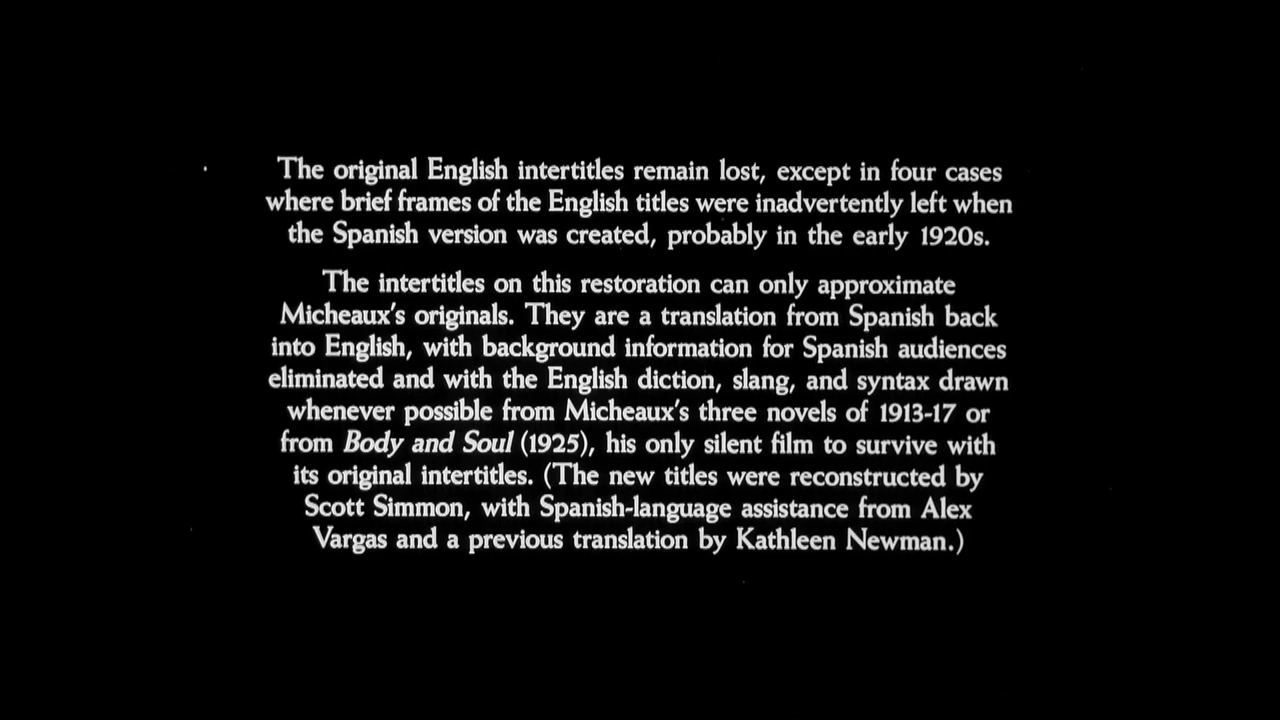 The original English intertitles remain lost, except in four cases
where brief frames of the English titles were inadvertently left when
the Spanish version was created, probably in the early 1920s.
The intertitles on this restoration can only approximate
Micheaux's originals. They are a translation from Spanish back
into English, with background information for Spanish audiences
eliminated and with the English diction, slang, and syntax drawn
whenever possible from Micheaux's three novels of 1913-17 or
from Body and Soul (1925), his only silent film to survive with
its original intertitles. (The new titles were reconstructed by
Scott Simmon, with Spanish-language assistance from Alex
Vargas and a previous translation by Kathleen Newman.)